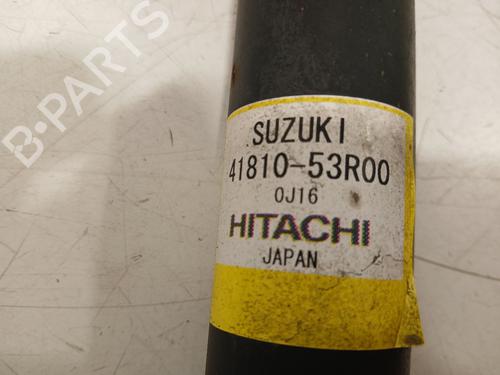 B-PARTS
SUZUKI
41810-53R00
0J16
HITACHI
JAPAN